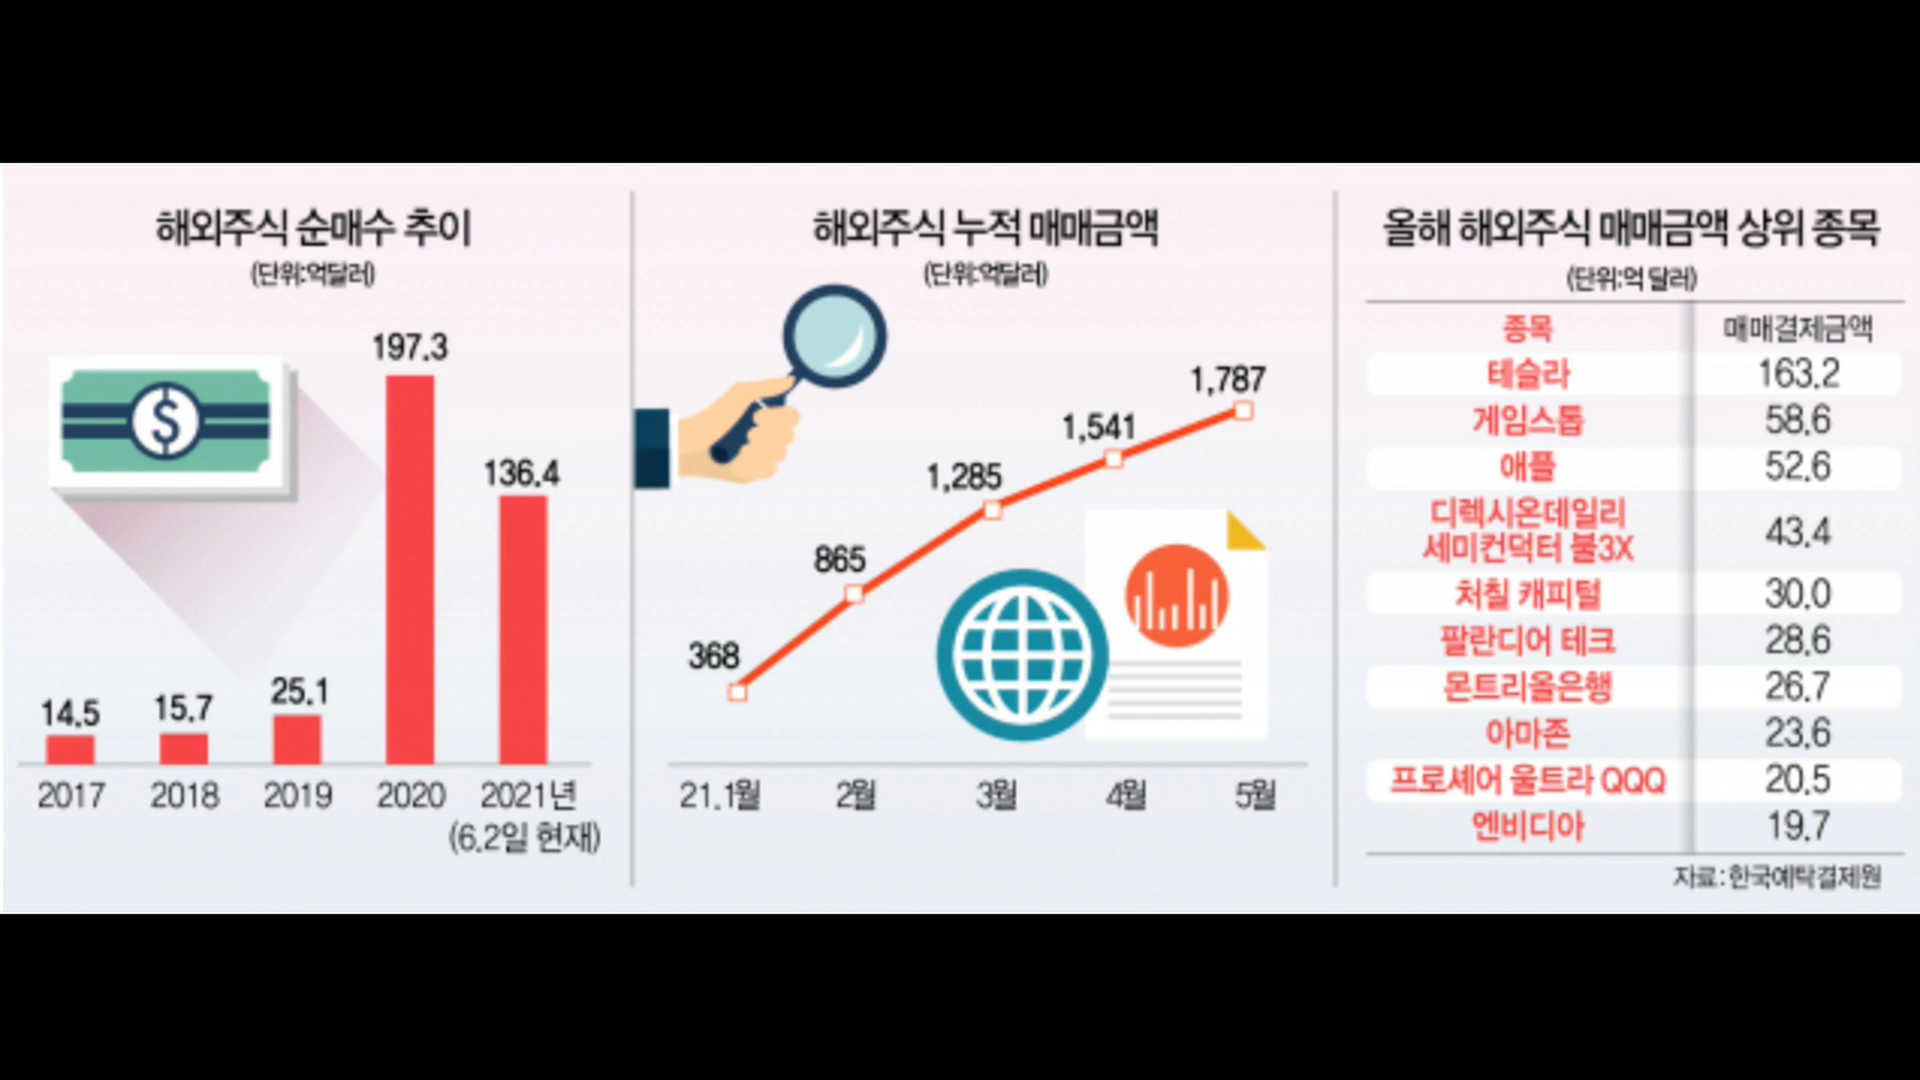 해외주식 순매수 추이
(단위:억달러)
197.3
136.4
25.1
15.7
14.5
2017 2018 2019 2020 2021년
(6.2일 현재)
해외주식 누적 매매금액
(단위:억달러)
1,787
1,541
1,285
865
368
21.1월 2월 3월 4월 5월
올해 해외주식 매매금액 상위 종목
(단위:억 달러)
종목 매매결제금액
테슬라 163.2
게임스톱 58.6
애플 52.6
디렉시온데일리
세미컨덕터 불3X 43.4
처칠 캐피털 30.0
팔란디어 테크 28.6
몬트리올은행 26.7
아마존 23.6
프로셰어 울트라 QQQ 20.5
엔비디아 19.7
자료:한국예탁결제원